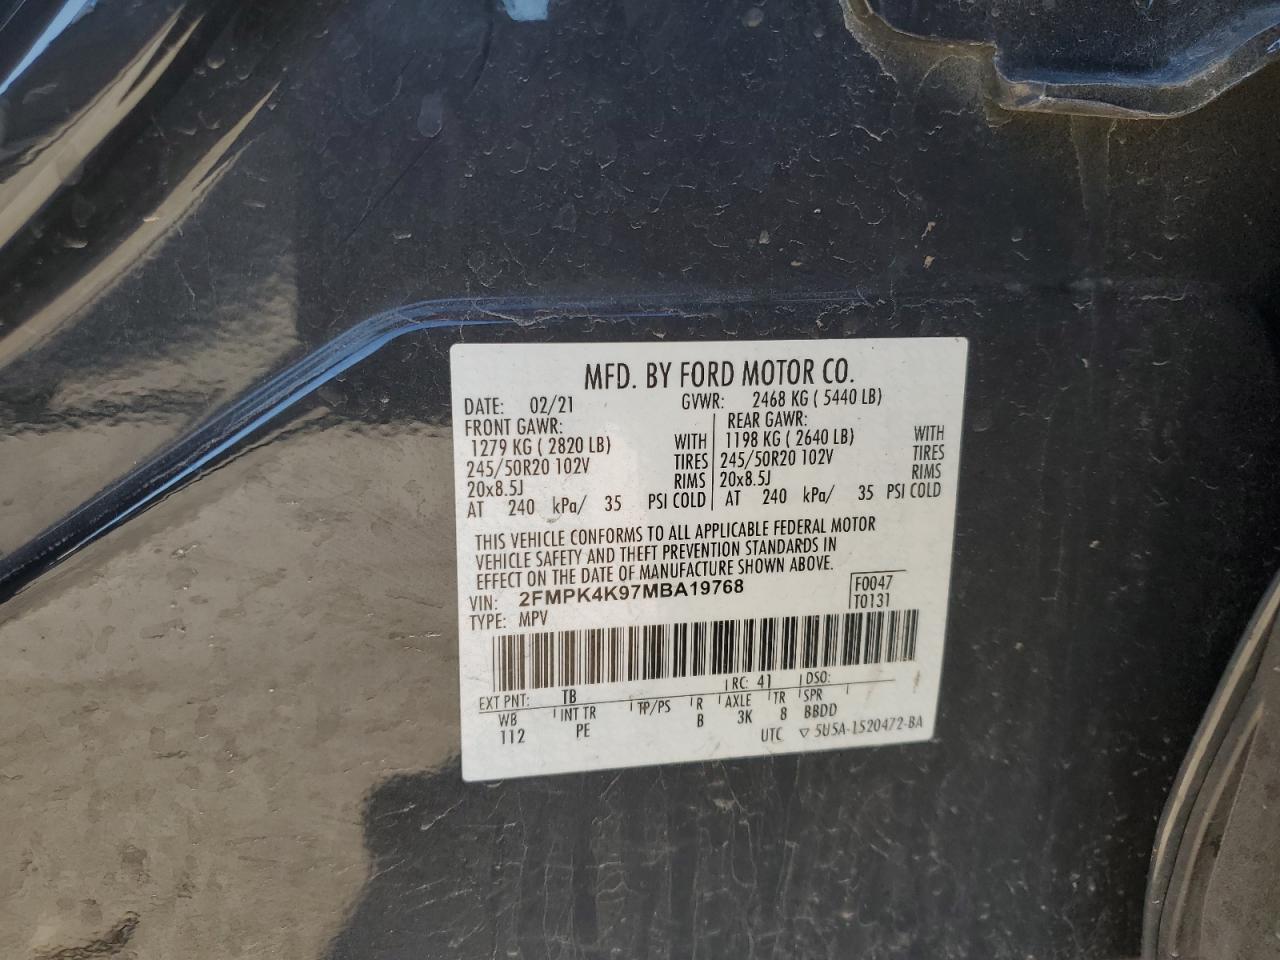 MFD. BY FORD MOTOR CO.
DATE: 02/21 GVWR: 2468 KG ( 5440 LB)
FRONT GAWR: REAR GAWR:
1279 KG ( 2820 LB) WITH 1198 KG ( 2640 LB) WITH
245/50R20 102V TIRES 245/50R20 102V TIRES
20x8.5J RIMS 20x8.5J RIMS
AT 240 kPa/ 35 PSI COLD AT 240 kPa/ 35 PSI COLD
THIS VEHICLE CONFORMS TO ALL APPLICABLE FEDERAL MOTOR
VEHICLE SAFETY AND THEFT PREVENTION STANDARDS IN
EFFECT ON THE DATE OF MANUFACTURE SHOWN ABOVE.
VIN: 2FMPK4K97MBA19768 F0047
TYPE: MPV T0131
EXT PNT: TB RC: 41 DSO:
WB INT TR TP/PS R AXLE TR SPR
112 PE B 3K 8 BBDD
UTC ▽ 5U5A-1520472-BA